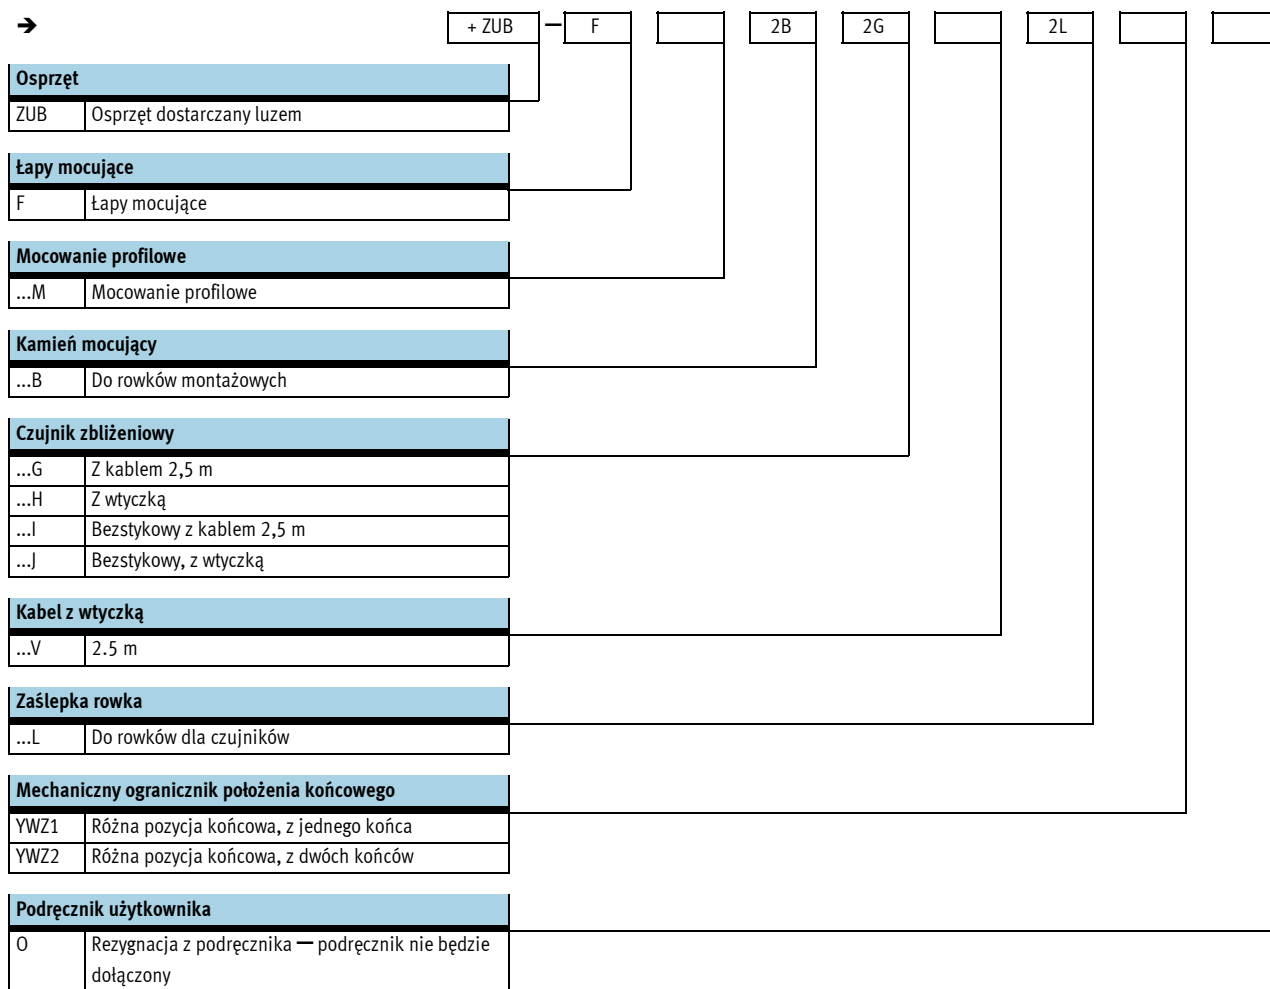 ➔ + ZUB — F 2B 2G 2L
Osprzęt
ZUB Osprzęt dostarczany luzem
Łapy mocujące
F Łapy mocujące
Mocowanie profilowe
...M Mocowanie profilowe
Kamień mocujący
...B Do rowków montażowych
Czujnik zbliżeniowy
...G Z kablem 2,5 m
...H Z wtyczką
...I Bezstykowy z kablem 2,5 m
...J Bezstykowy, z wtyczką
Kabel z wtyczką
...V 2.5 m
Zaślepka rowka
...L Do rowków dla czujników
Mechaniczny ogranicznik położenia końcowego
YWZ1 Różna pozycja końcowa, z jednego końca
YWZ2 Różna pozycja końcowa, z dwóch końców
Podręcznik użytkownika
O Rezygnacja z podręcznika — podręcznik nie będzie
dołączony